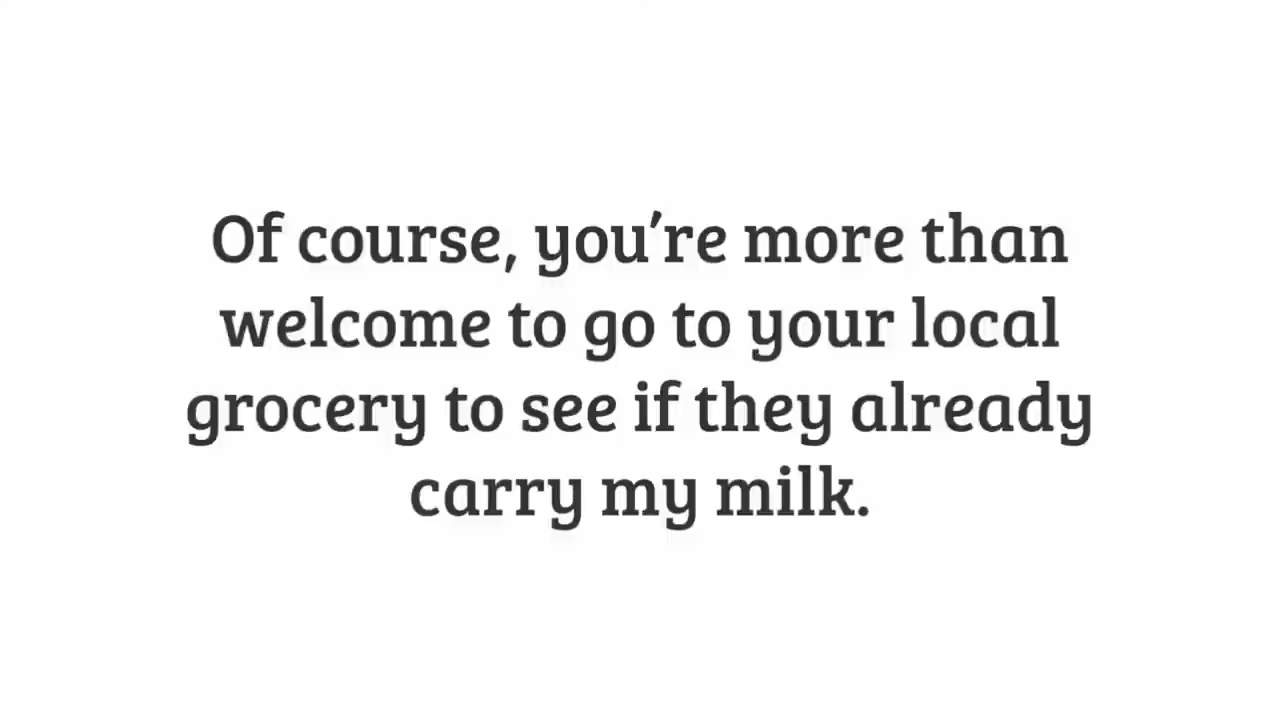 Of course, you’re more than
welcome to go to your local
grocery to see if they already
carry my milk.